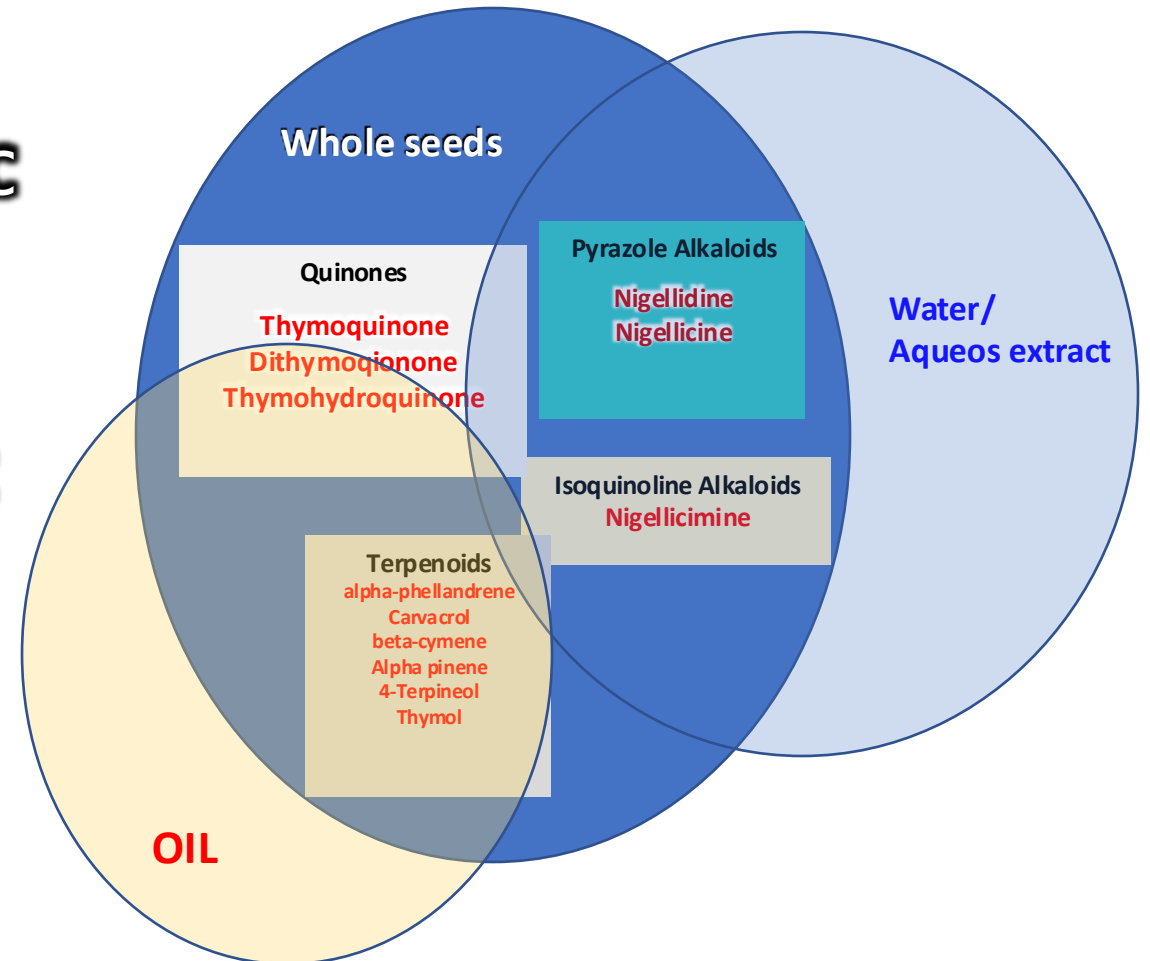 Whole seeds
Quinones
Thymoquinone
Dithymoqionone
Thymohydroquinone
Pyrazole Alkaloids
Nigellidine
Nigellicine
Water/
Aqueos extract
Isoquinoline Alkaloids
Nigellicimine
Terpenoids
alpha-phellandrene
Carvacrol
beta-cymene
Alpha pinene
4-Terpineol
Thymol
OIL